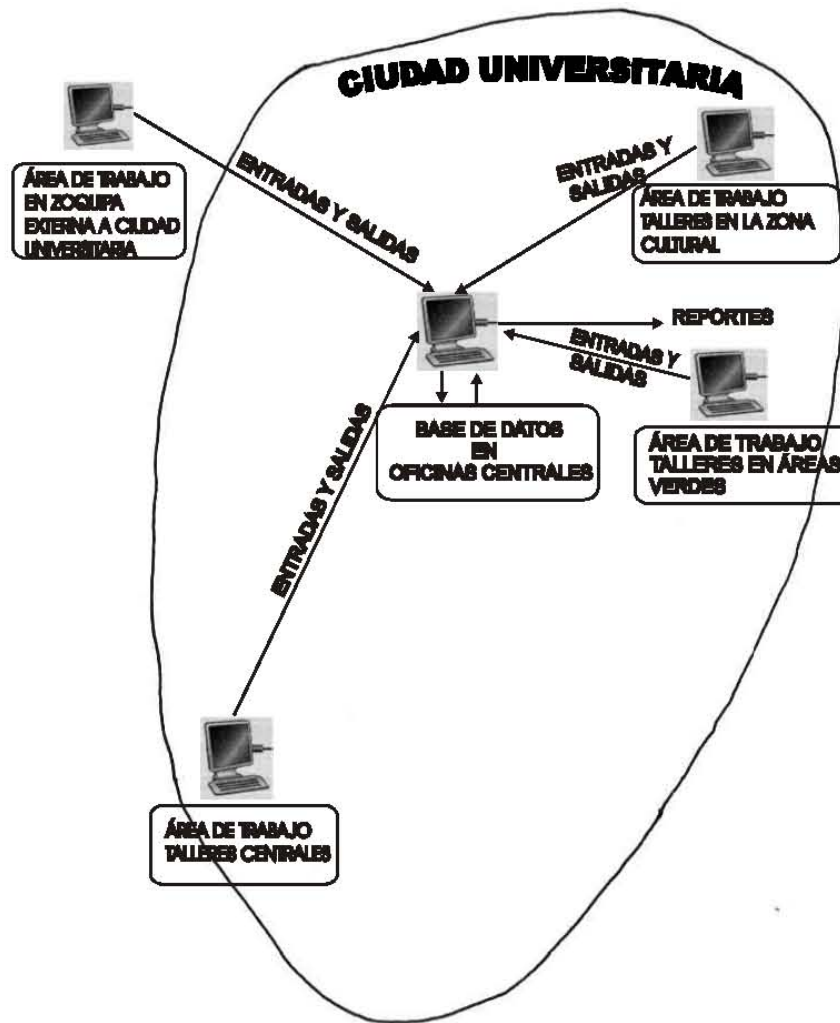 CIUDAD UNIVERSITARIA
ÁREA DE TRABAJO
EN ZOQUIPA
EXTERNA A CIUDAD
UNIVERSITARIA
ENTRADAS Y SALIDAS
ENTRADAS Y
SALIDAS
ÁREA DE TRABAJO
TALLERES EN LA ZONA
CULTURAL
REPORTES
ENTRADAS Y
SALIDAS
BASE DE DATOS
EN
OFICINAS CENTRALES
ÁREA DE TRABAJO
TALLERES EN ÁREAS
VERDES
ENTRADAS Y SALIDAS
ÁREA DE TRABAJO
TALLERES CENTRALES